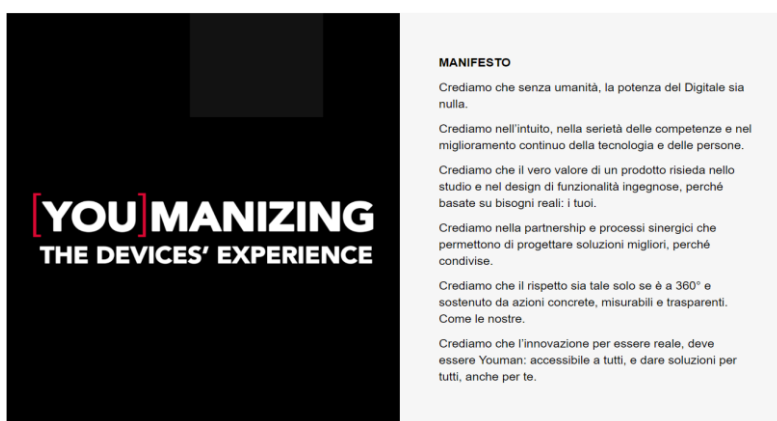 [YOU]MANIZING
THE DEVICES’ EXPERIENCE
MANIFESTO
Crediamo che senza umanità, la potenza del Digitale sia
nulla.
Crediamo nell’intuito, nella serietà delle competenze e nel
miglioramento continuo della tecnologia e delle persone.
Crediamo che il vero valore di un prodotto risieda nello
studio e nel design di funzionalità ingegnose, perché
basate su bisogni reali: i tuoi.
Crediamo nella partnership e processi sinergici che
permettono di progettare soluzioni migliori, perché
condivise.
Crediamo che il rispetto sia tale solo se è a 360° e
sostenuto da azioni concrete, misurabili e trasparenti.
Come le nostre.
Crediamo che l’innovazione per essere reale, deve
essere Youman: accessibile a tutti, e dare soluzioni per
tutti, anche per te.